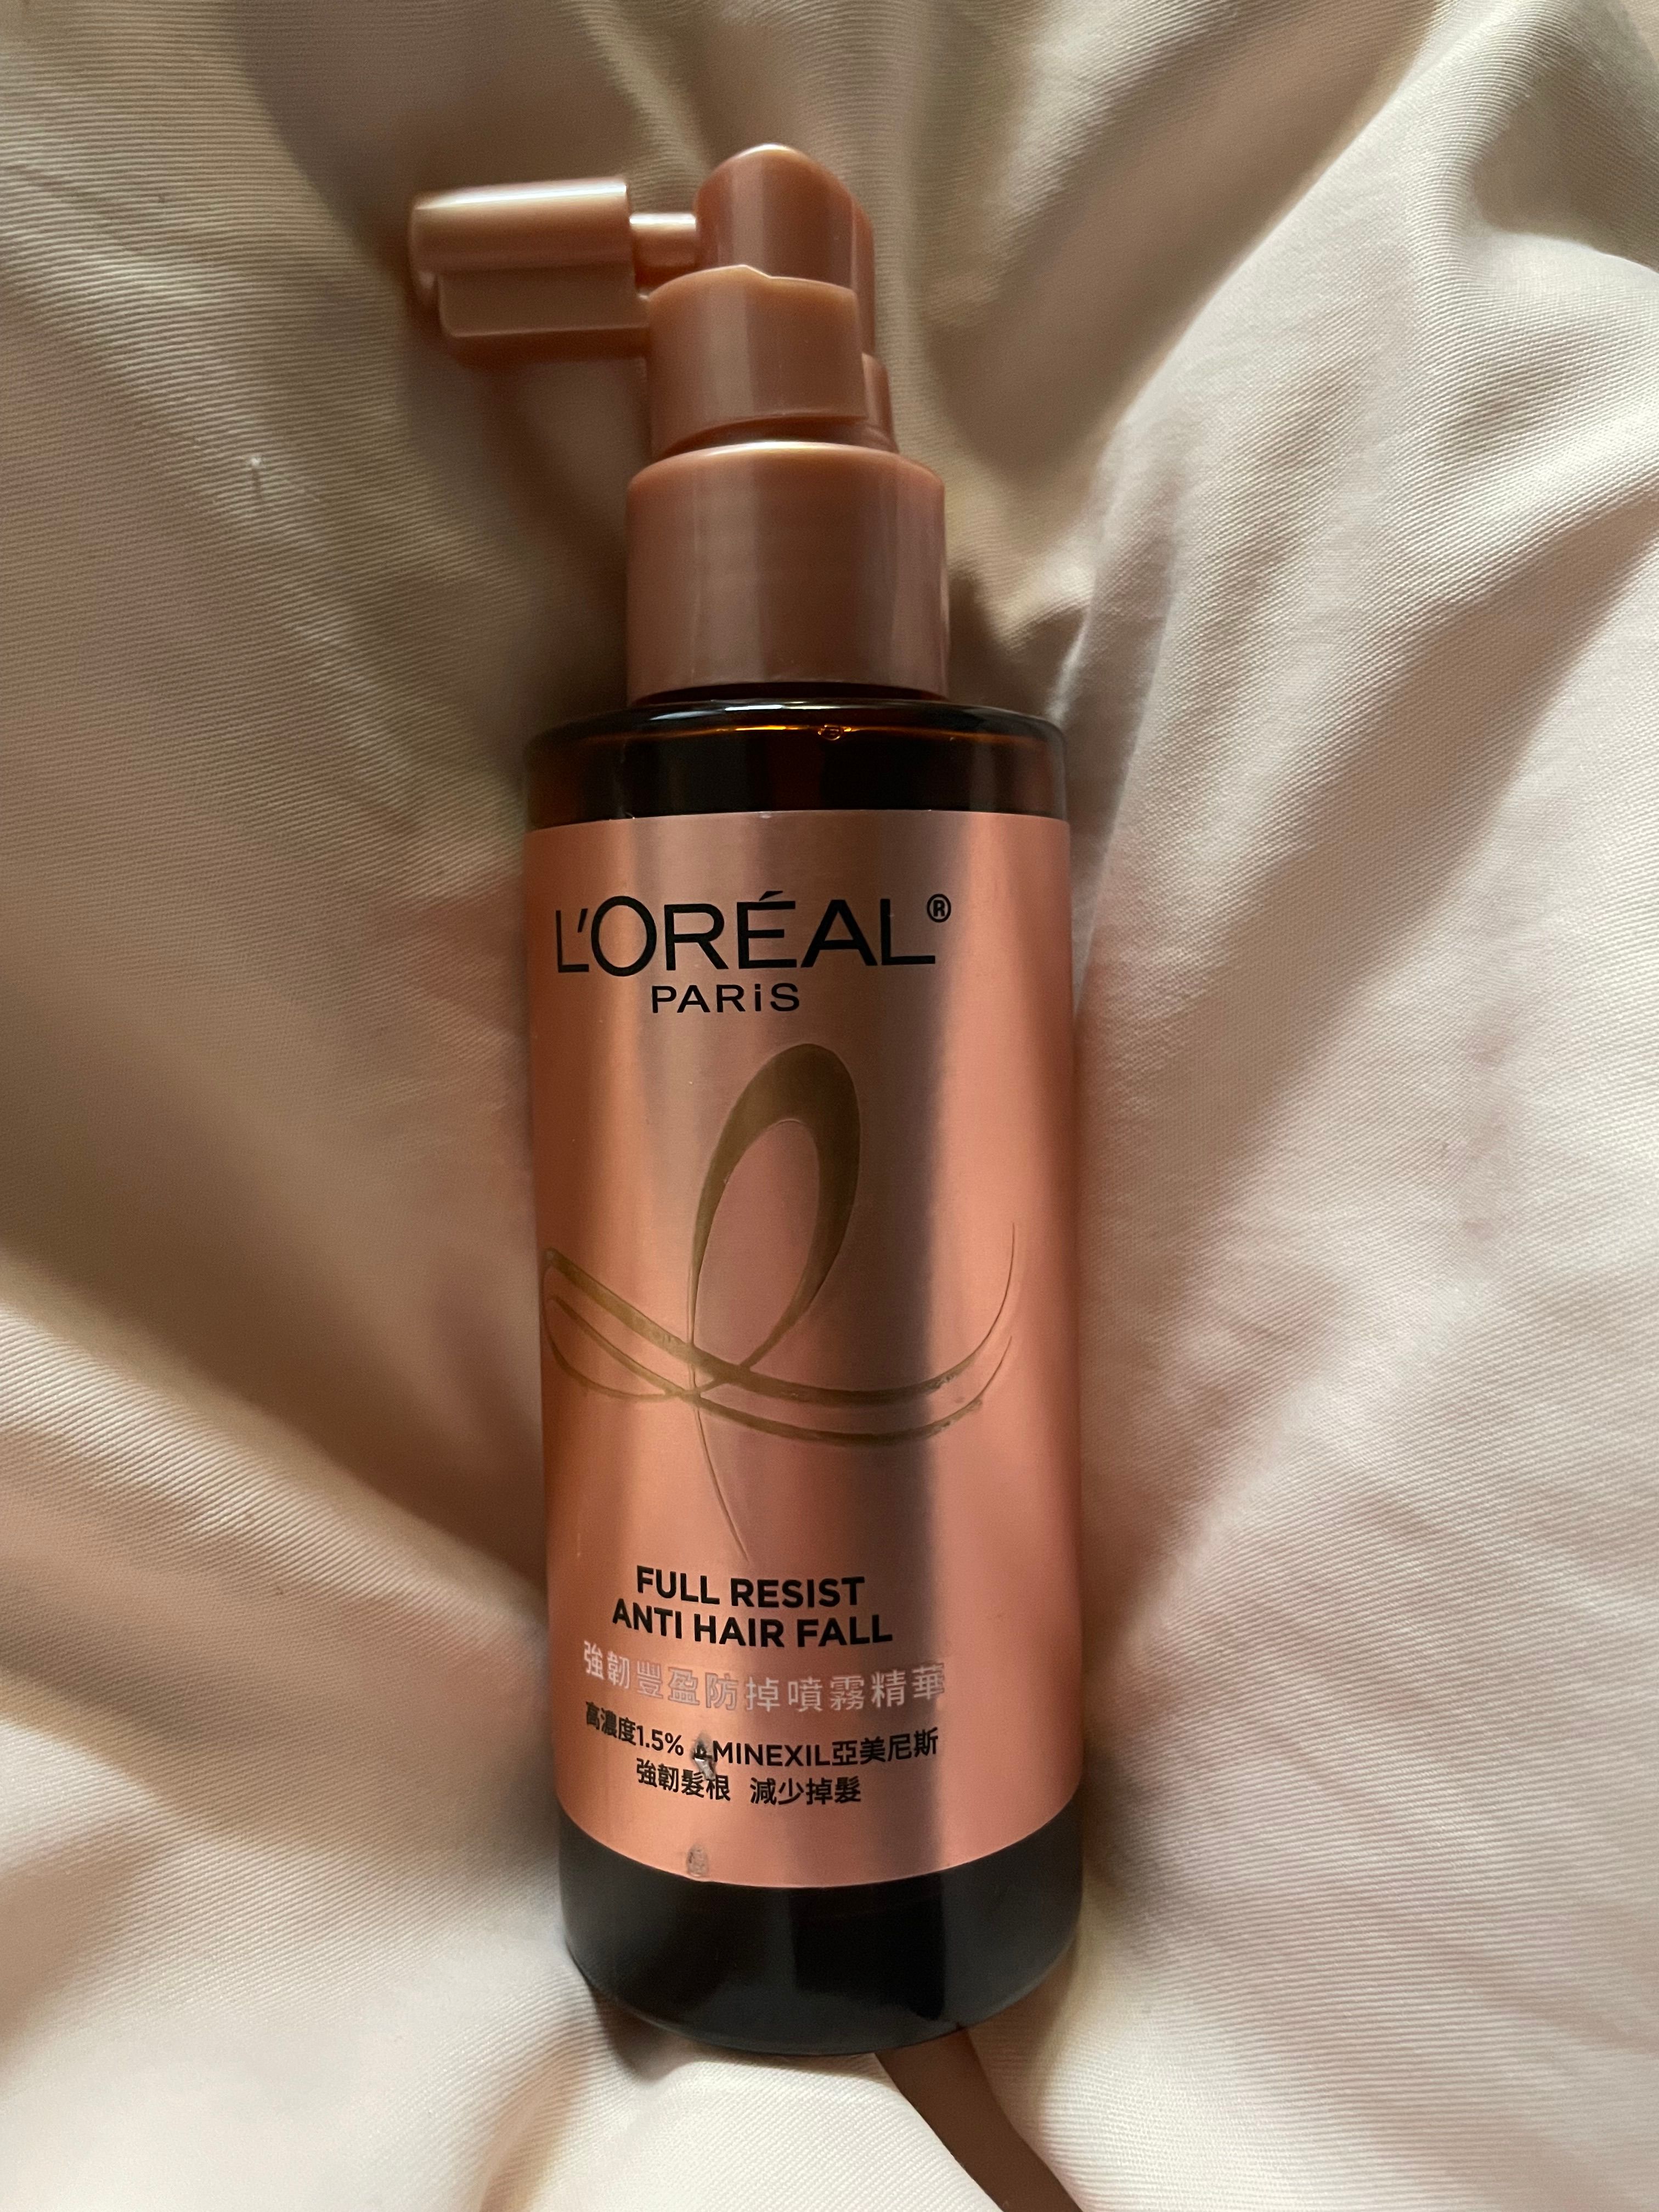 L'ORÉAL®
PARiS
FULL RESIST
ANTI HAIR FALL
強韌豐盈防掉噴霧精華
高濃度1.5% AMINEXIL亞美尼斯
強韌髮根 減少掉髮